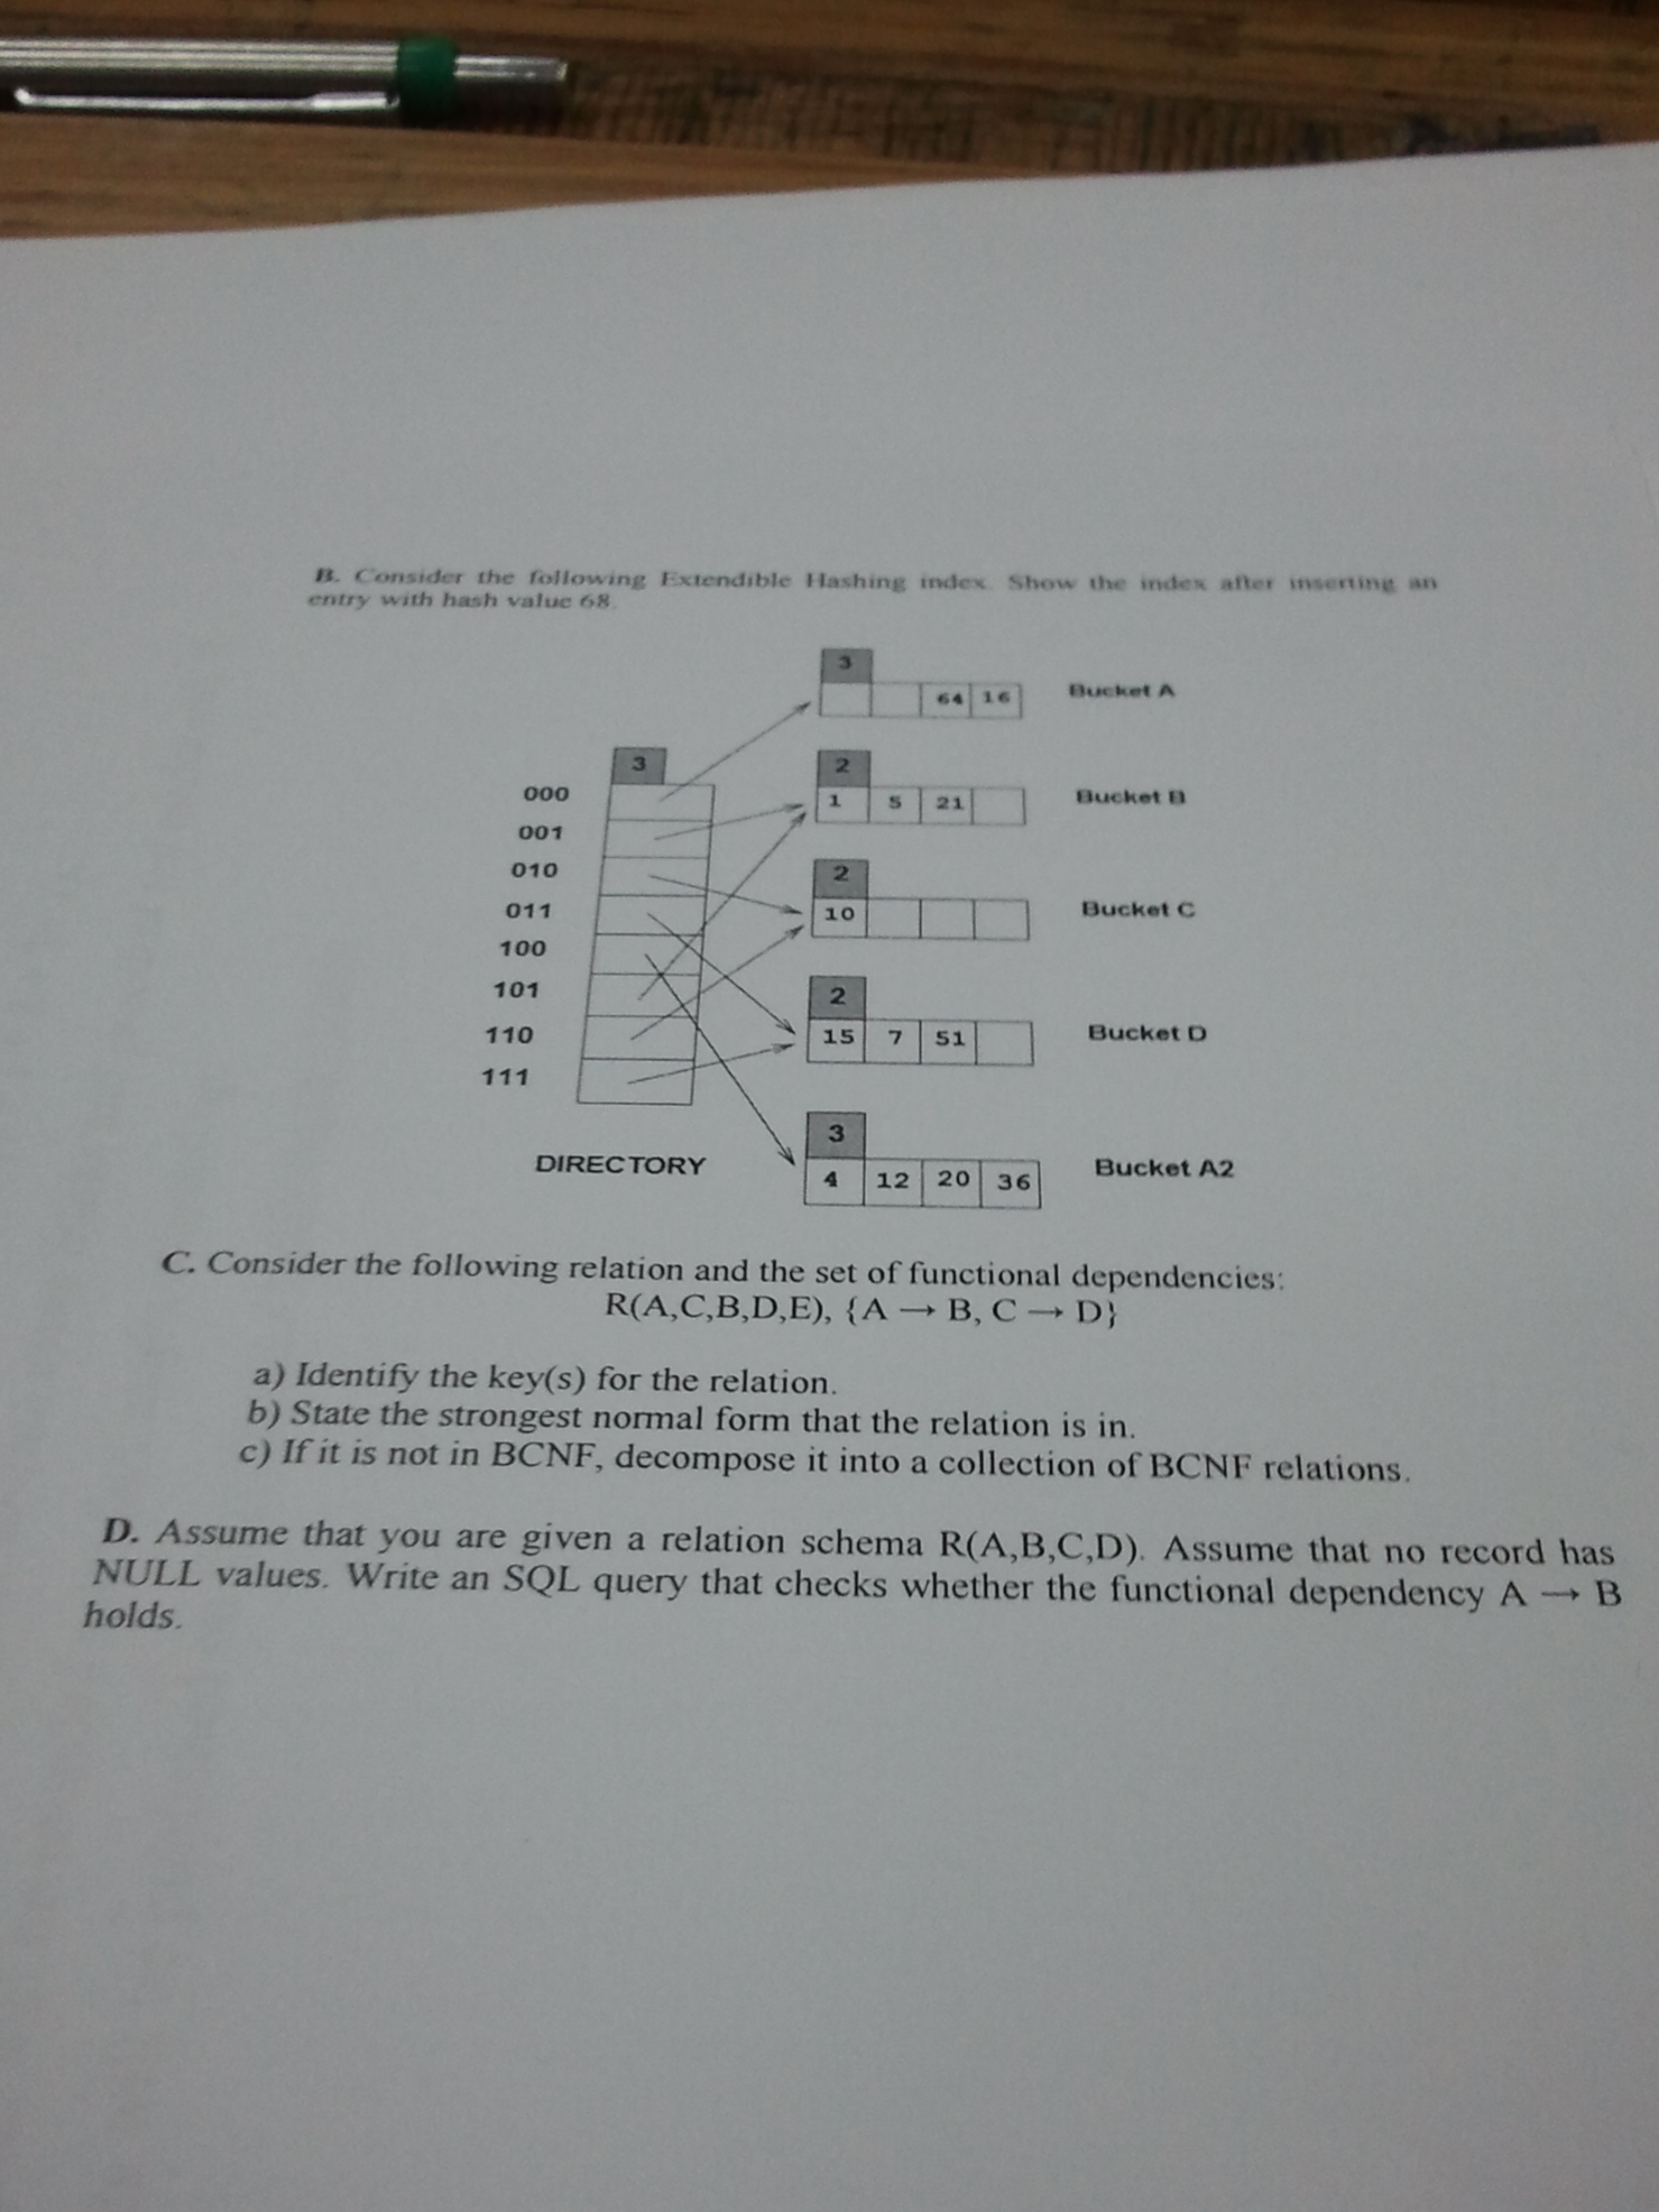 B. Consider the following Extendible Hashing index. Show the index after inserting an
entry with hash value 68.
3
64 16
Bucket A
3
2
000
1 5 21
Bucket B
001
010
2
011
10
Bucket C
100
101
2
110
15 7 51
Bucket D
111
3
DIRECTORY
4 12 20 36
Bucket A2
C. Consider the following relation and the set of functional dependencies:
R(A,C,B,D,E), {A → B, C → D}
a) Identify the key(s) for the relation.
b) State the strongest normal form that the relation is in.
c) If it is not in BCNF, decompose it into a collection of BCNF relations.
D. Assume that you are given a relation schema R(A,B,C,D). Assume that no record has
NULL values. Write an SQL query that checks whether the functional dependency A → B
holds.